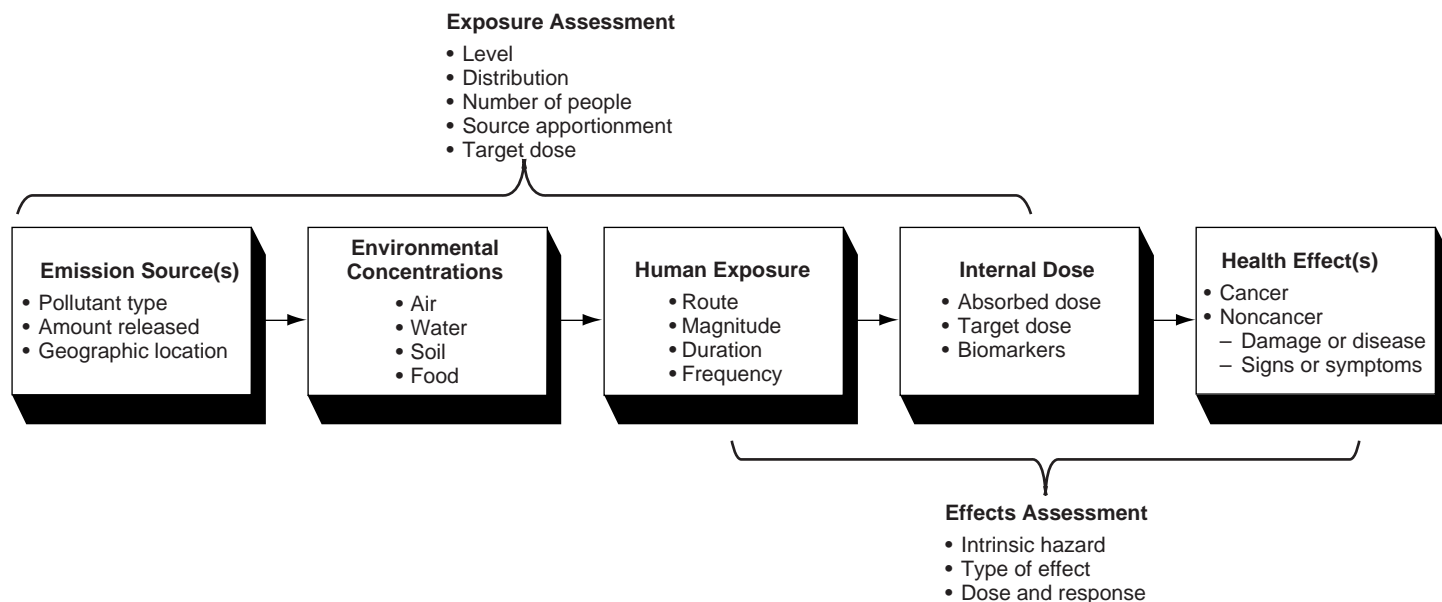 Exposure Assessment
• Level
• Distribution
• Number of people
• Source apportionment
• Target dose
Emission Source(s)
• Pollutant type
• Amount released
• Geographic location
Environmental
Concentrations
• Air
• Water
• Soil
• Food
Human Exposure
• Route
• Magnitude
• Duration
• Frequency
Internal Dose
• Absorbed dose
• Target dose
• Biomarkers
Health Effect(s)
• Cancer
• Noncancer
– Damage or disease
– Signs or symptoms
Effects Assessment
• Intrinsic hazard
• Type of effect
• Dose and response